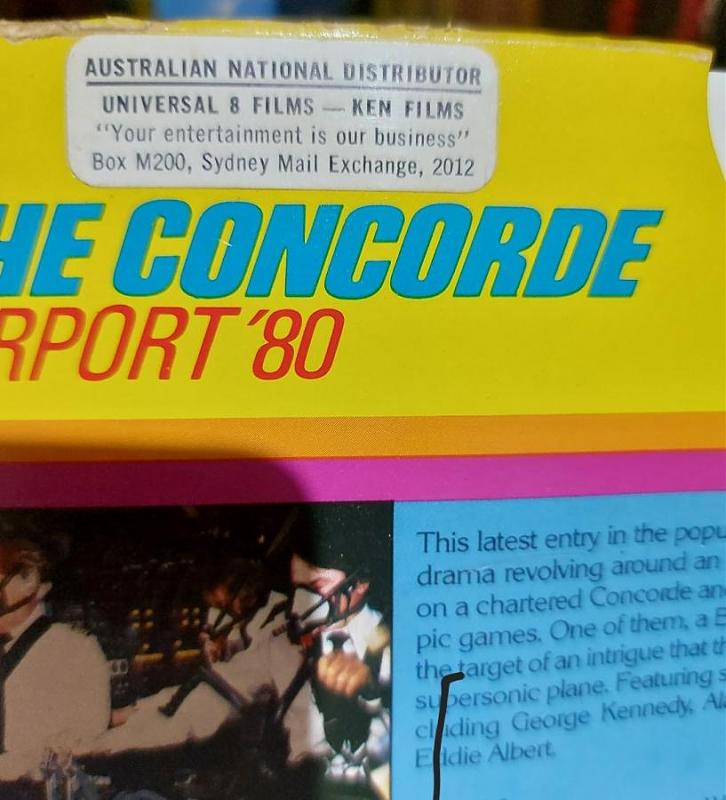 AUSTRALIAN NATIONAL DISTRIBUTOR
UNIVERSAL 8 FILMS — KEN FILMS
“Your entertainment is our business”
Box M200, Sydney Mail Exchange, 2012
HE CONCORDE
RPORT '80
This latest entry in the popu
drama revolving around an
on a chartered Concorde an
pic games. One of them, a
the target of an intrigue that th
supersonic plane. Featuring s
cluding George Kennedy,
Eddie Albert.